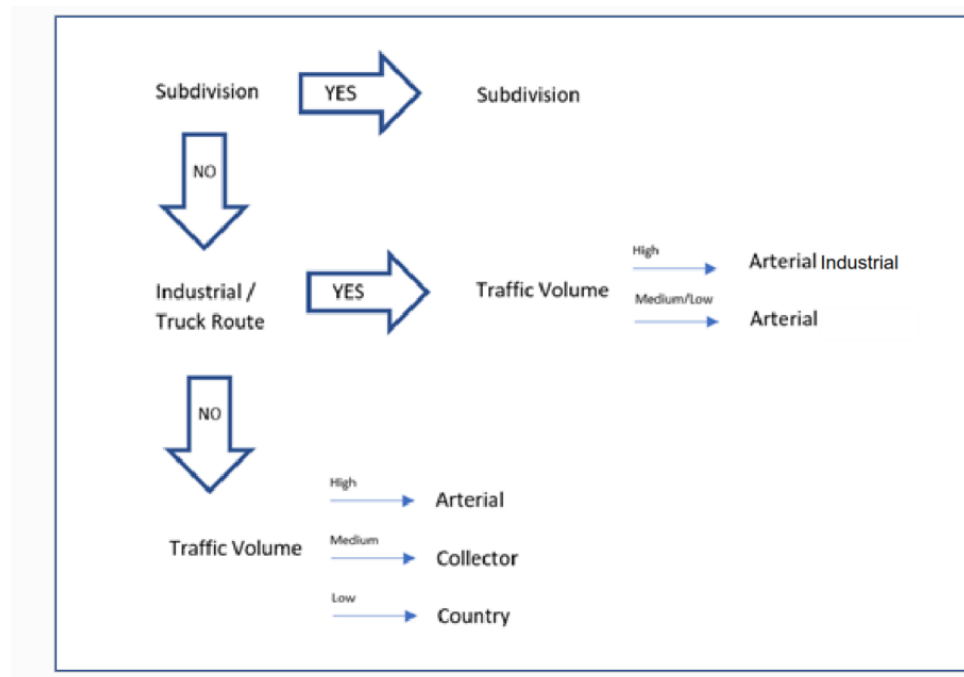 Subdivision
YES
Subdivision
NO
Industrial /
Truck Route
YES
Traffic Volume
High
Arterial Industrial
Medium/Low
Arterial
NO
Traffic Volume
High
Arterial
Medium
Collector
Low
Country